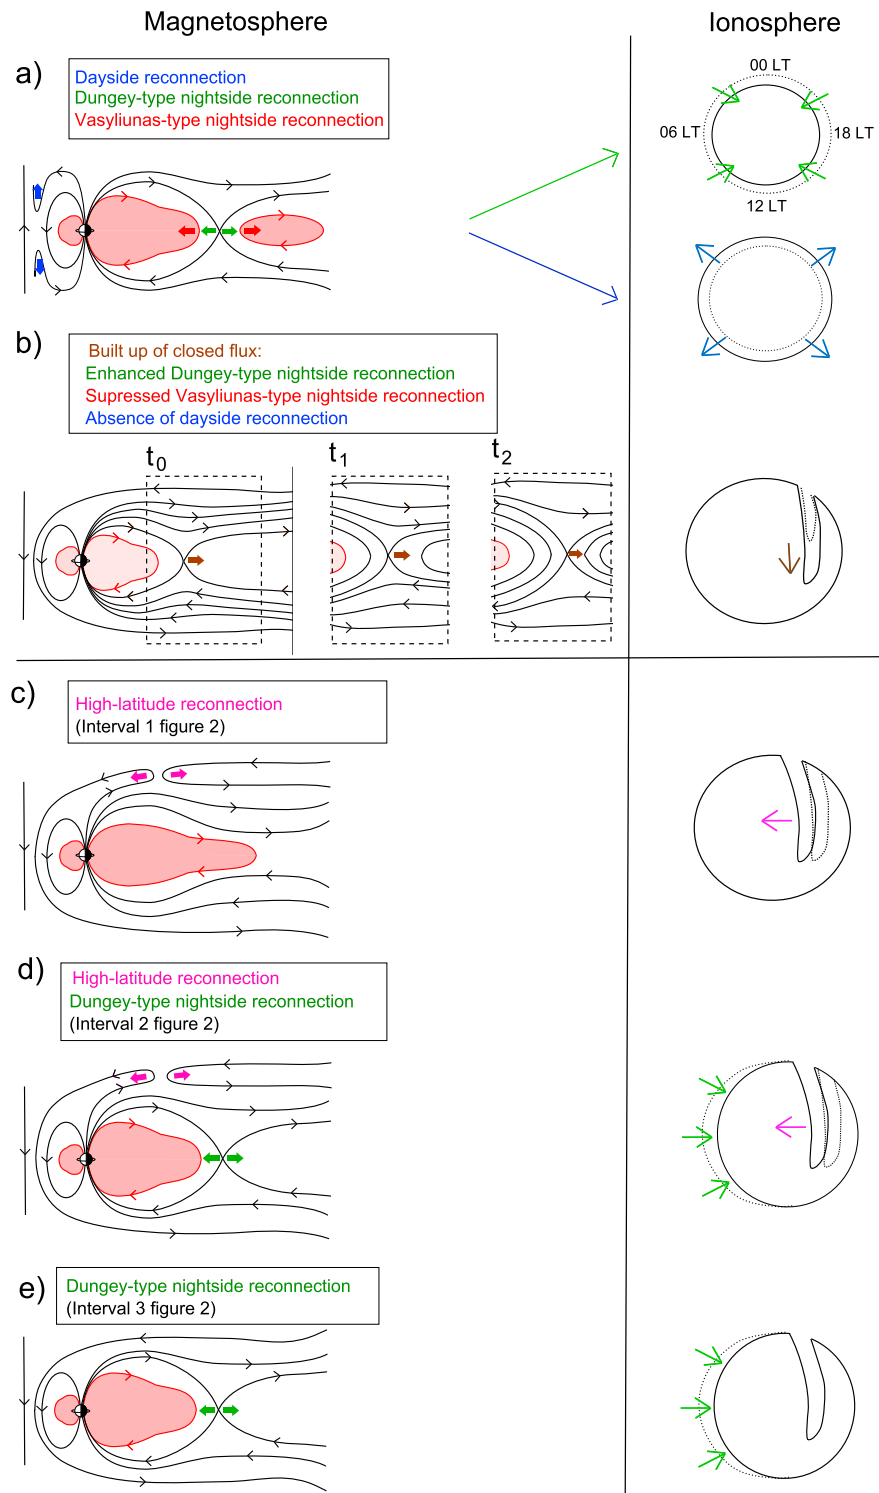 Magnetosphere
Ionosphere
a)
Dayside reconnection
Dungey-type nightside reconnection
Vasyliunas-type nightside reconnection
00 LT
06 LT
18 LT
12 LT
b)
Built up of closed flux:
Enhanced Dungey-type nightside reconnection
Supressed Vasyliunas-type nightside reconnection
Absence of dayside reconnection
t0
t1
t2
c)
High-latitude reconnection
(Interval 1 figure 2)
d)
High-latitude reconnection
Dungey-type nightside reconnection
(Interval 2 figure 2)
e)
Dungey-type nightside reconnection
(Interval 3 figure 2)